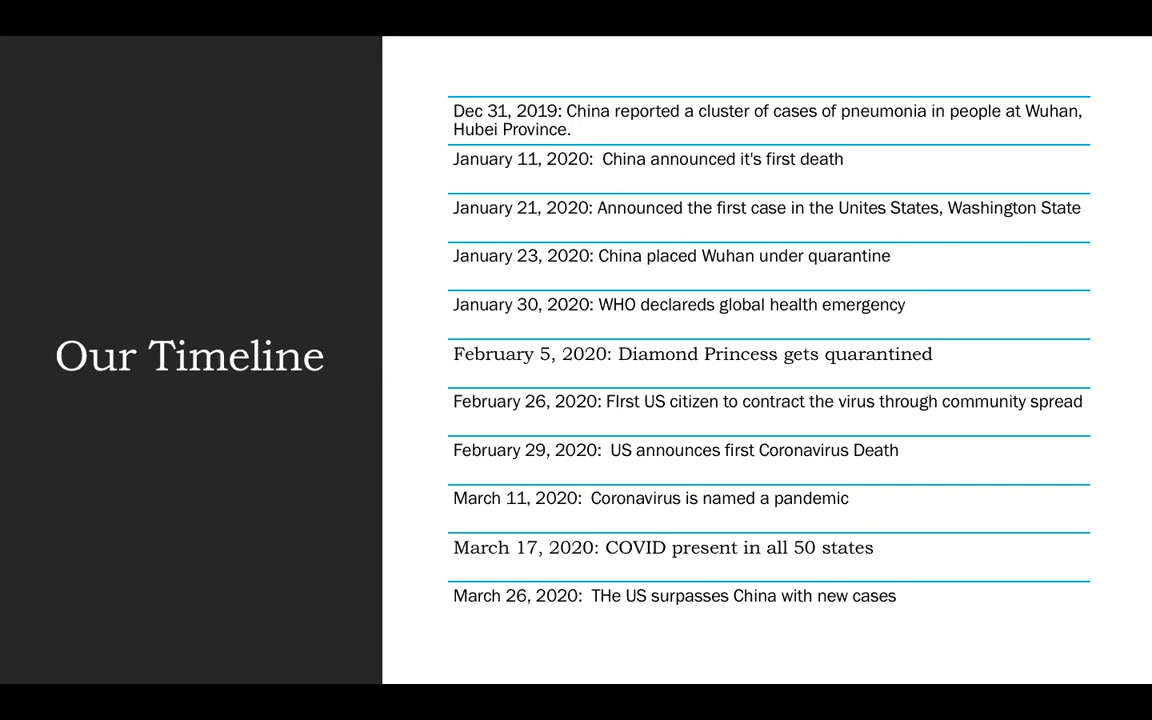 Our Timeline
Dec 31, 2019: China reported a cluster of cases of pneumonia in people at Wuhan,
Hubei Province.
January 11, 2020:  China announced it's first death
January 21, 2020: Announced the first case in the Unites States, Washington State
January 23, 2020: China placed Wuhan under quarantine
January 30, 2020: WHO declareds global health emergency
February 5, 2020: Diamond Princess gets quarantined
February 26, 2020: FIrst US citizen to contract the virus through community spread
February 29, 2020:  US announces first Coronavirus Death
March 11, 2020:  Coronavirus is named a pandemic
March 17, 2020: COVID present in all 50 states
March 26, 2020:  THe US surpasses China with new cases